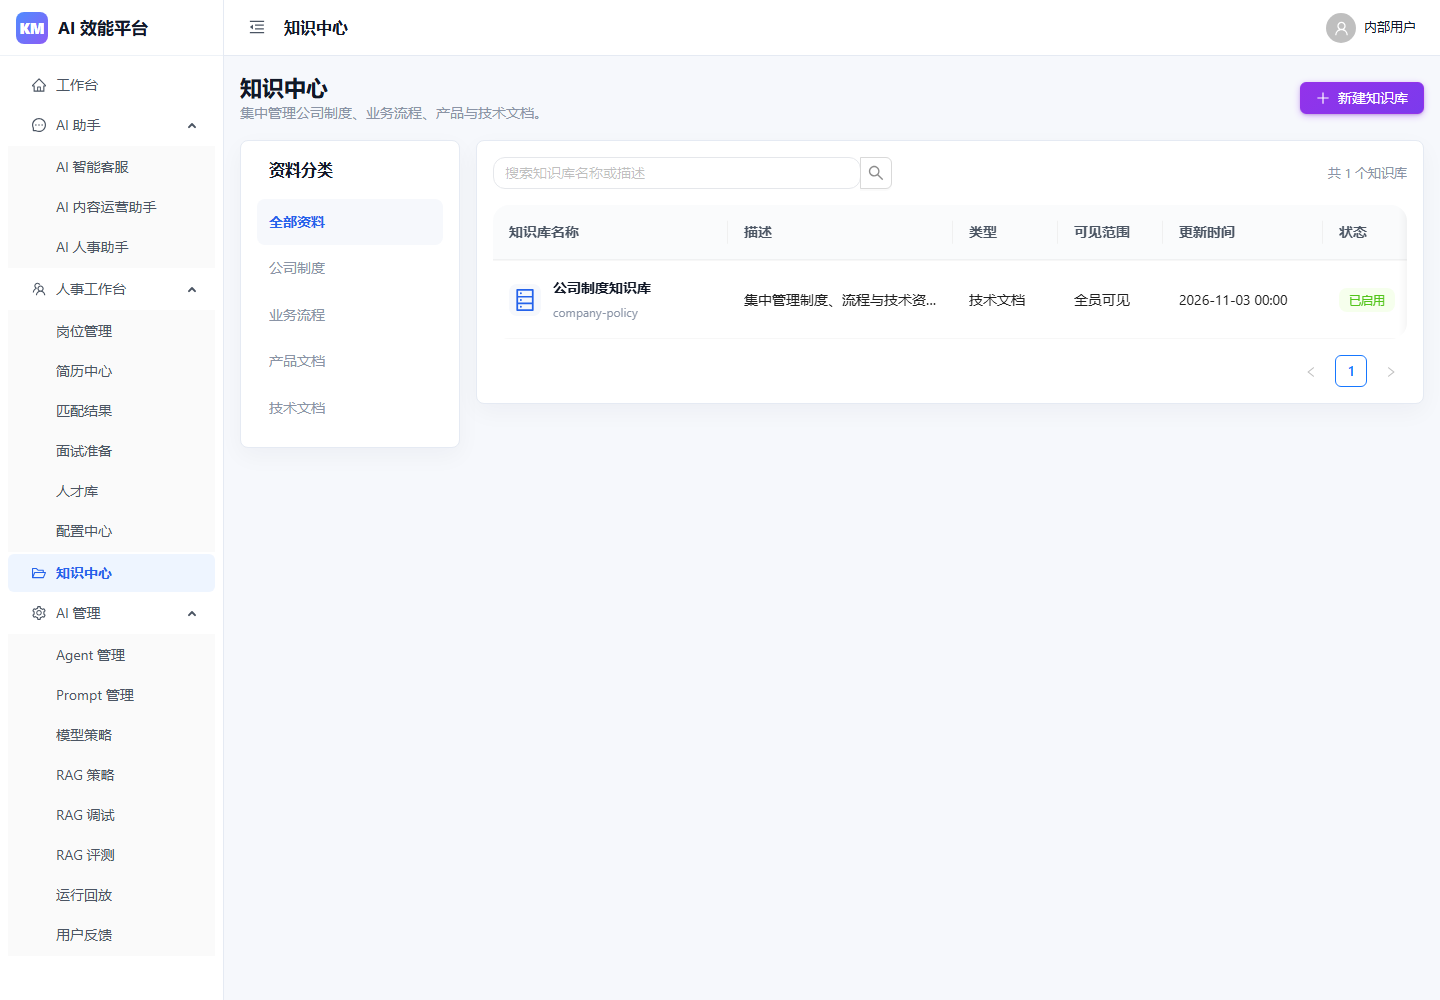 KM AI 效能平台
知识中心
内部用户
工作台
AI 助手
AI 智能客服
AI 内容运营助手
AI 人事助手
人事工作台
岗位管理
简历中心
匹配结果
面试准备
人才库
配置中心
知识中心
AI 管理
Agent 管理
Prompt 管理
模型策略
RAG 策略
RAG 调试
RAG 评测
运行回放
用户反馈
知识中心
集中管理公司制度、业务流程、产品与技术文档。
新建知识库
资料分类
全部资料
公司制度
业务流程
产品文档
技术文档
搜索知识库名称或描述
共 1 个知识库
知识库名称 描述 类型 可见范围 更新时间 状态
公司制度知识库
company-policy
集中管理制度、流程与技术资... 技术文档 全员可见 2026-11-03 00:00 已启用
1